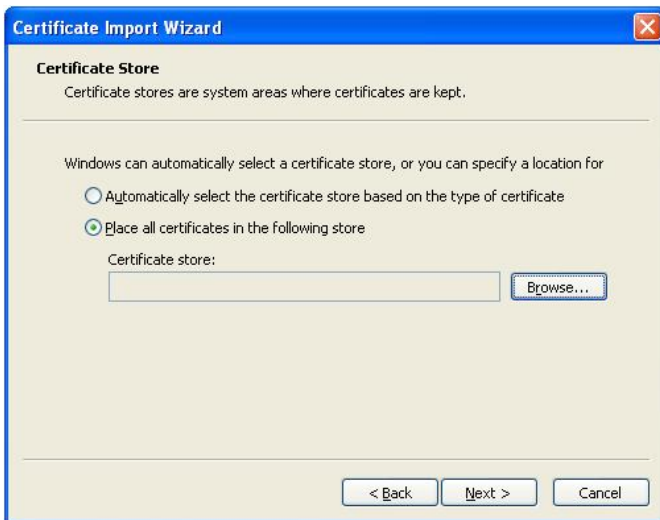 Certificate Import Wizard
Certificate Store
Certificate stores are system areas where certificates are kept.
Windows can automatically select a certificate store, or you can specify a location for
Automatically select the certificate store based on the type of certificate
Place all certificates in the following store
Certificate store:
Browse...
< Back Next > Cancel